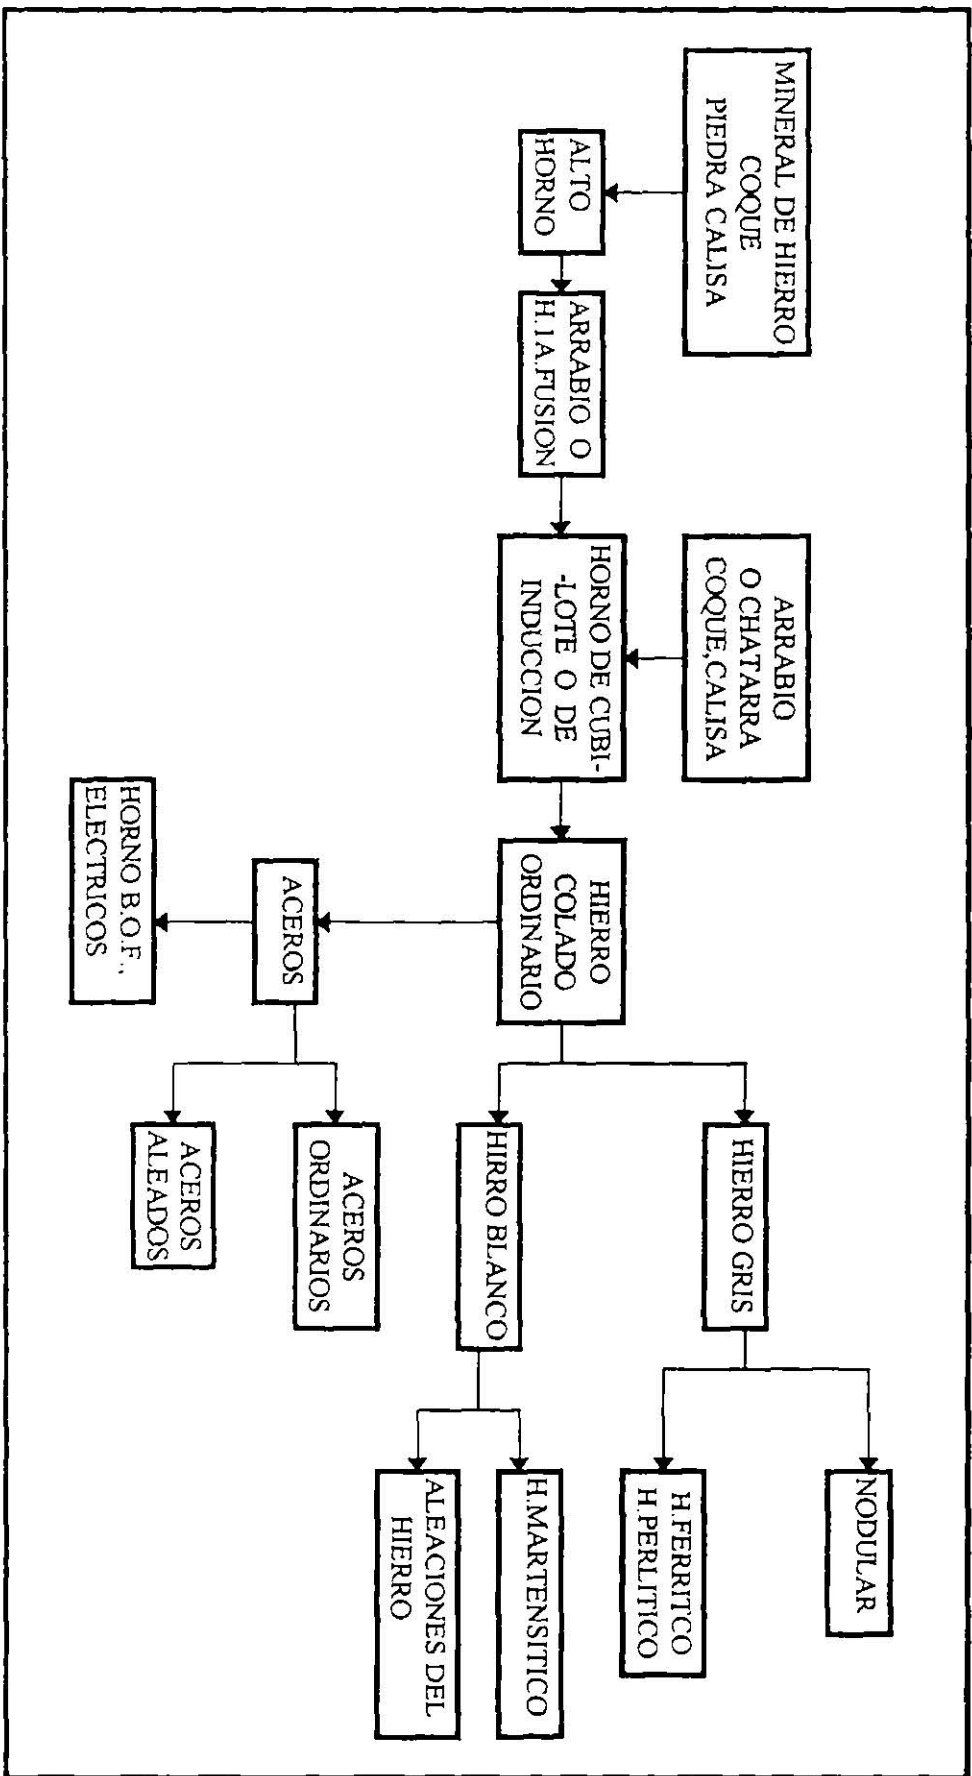 MINERAL DE HIERRO
COQUE
PIEDRA CALISA
ALTO
HORNO
ARRABIO O
H.1A.FUSION
ARRABIO
O CHATARRA
COQUE,CALISA
HORNO DE CUBI-
-LOTE O DE
INDUCCION
HIERRO
COLADO
ORDINARIO
HIERRO GRIS
NODULAR
H.FERRITCO
H.PERLITICO
HIRRO BLANCO
H.MARTENSITICO
ALEACIONES DEL
HIERRO
ACEROS
ACEROS
ORDINARIOS
ACEROS
ALEADOS
HORNO B.O.F.,
ELECTRICOS